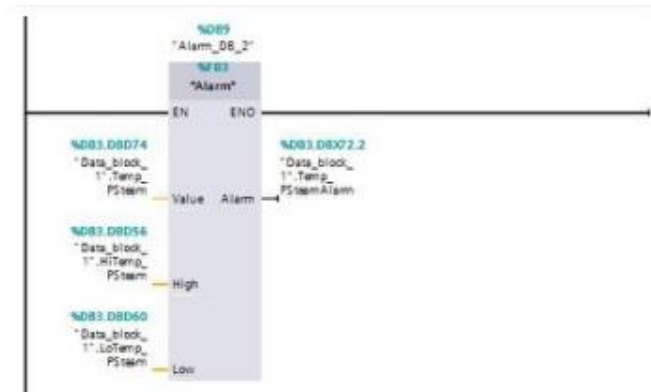 %DB9
"Alarm_DB_2"
%FB3
"Alarm"
EN ENO
%DB3.DBD74
"Data_block_
1".Temp_
PSteam
Value
Alarm
%DB3.DBX72.2
"Data_block_
1".Temp_
PSteamAlarm
%DB3.DBD56
"Data_block_
1".HiTemp_
PSteam
High
%DB3.DBD60
"Data_block_
1".LoTemp_
PSteam
Low